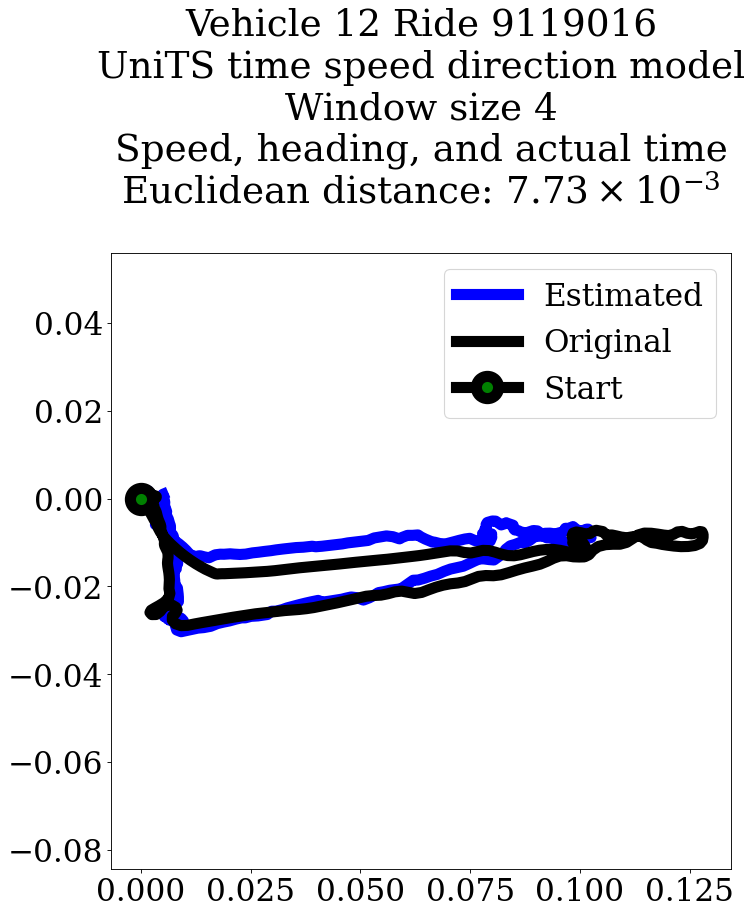 Vehicle 12 Ride 9119016
UniTS time speed direction model
Window size 4
Speed, heading, and actual time
Euclidean distance: 7.73 × 10⁻³
Estimated
Original
Start
0.04
0.02
0.00
−0.02
−0.04
−0.06
−0.08
0.000 0.025 0.050 0.075 0.100 0.125